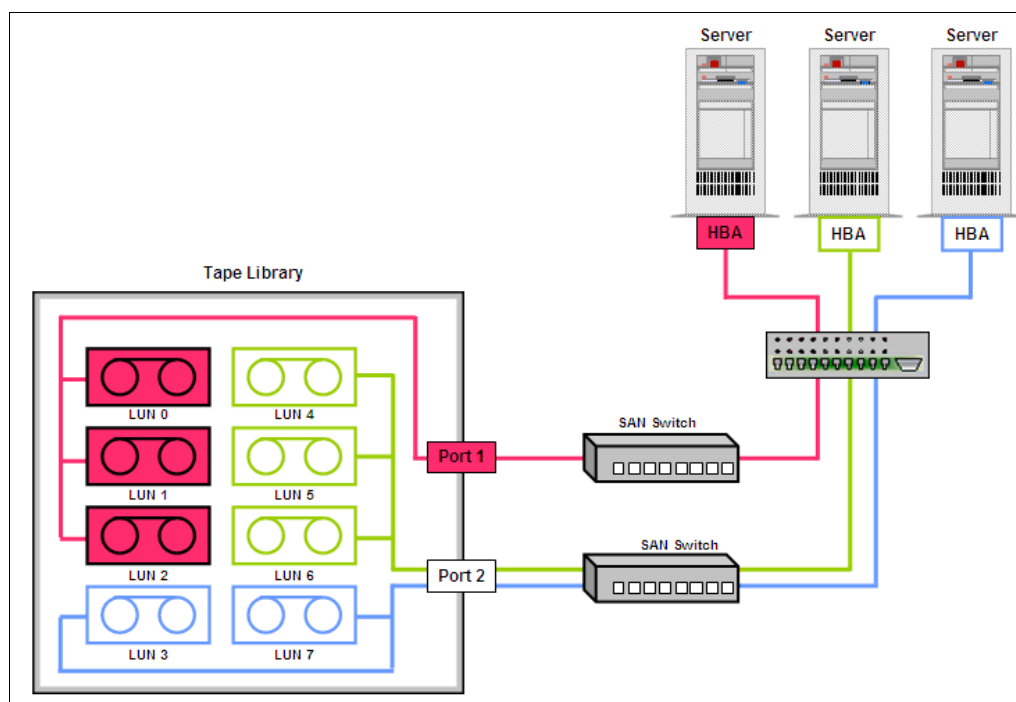 Server
Server
Server
HBA
HBA
HBA
Tape Library
LUN 0
LUN 4
SAN Switch
Port 1
LUN 1
LUN 5
SAN Switch
Port 2
LUN 2
LUN 6
LUN 3
LUN 7